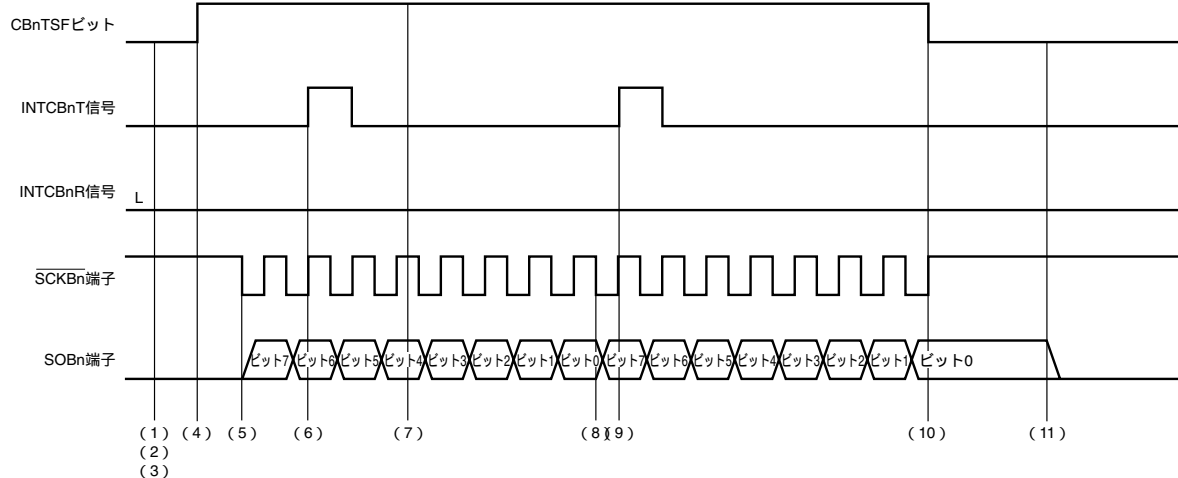 CBnTSFビット
INTCBnT信号
INTCBnR信号
L
SCKBn端子
SOBn端子
ビット7 ビット6 ビット5 ビット4 ビット3 ビット2 ビット1 ビット0 ビット7 ビット6 ビット5 ビット4 ビット3 ビット2 ビット1 ビット0
(1) (4) (5) (6) (7) (8) (9) (10) (11)
(2)
(3)